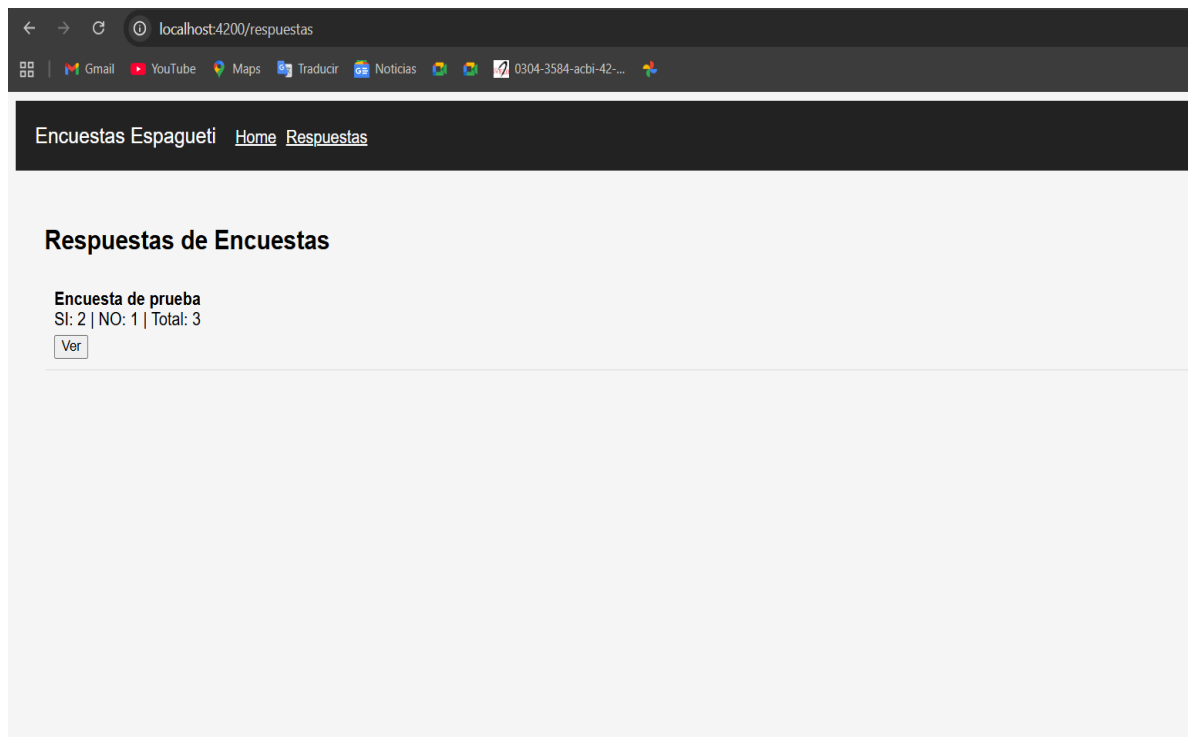 localhost:4200/respuestas
Gmail YouTube Maps Traducir Noticias 0304-3584-acbi-42-...
Encuestas Espagueti Home Respuestas
Respuestas de Encuestas
Encuesta de prueba
SI: 2 | NO: 1 | Total: 3
Ver